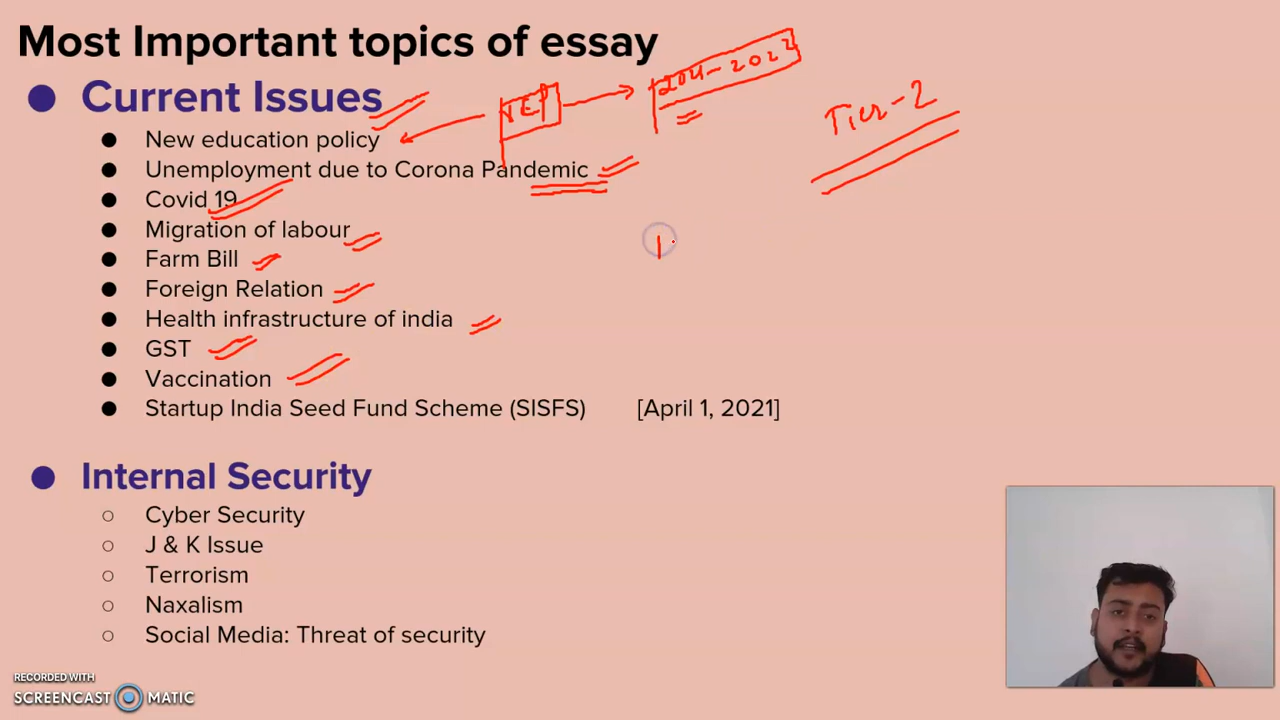 Most Important topics of essay
Current Issues
NEP
2021-2022
Tier-2
New education policy
Unemployment due to Corona Pandemic
Covid 19
Migration of labour
Farm Bill
Foreign Relation
Health infrastructure of india
GST
Vaccination
Startup India Seed Fund Scheme (SISFS) [April 1, 2021]
Internal Security
Cyber Security
J & K Issue
Terrorism
Naxalism
Social Media: Threat of security
RECORDED WITH
SCREENCAST MATIC